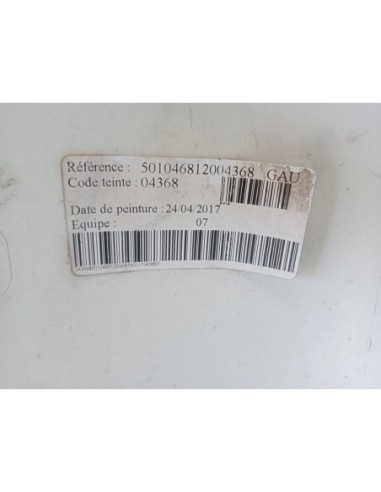 Référence : 501046812004368 GAU
Code teinte : 04368
Date de peinture : 24/04/2017
Equipe : 07